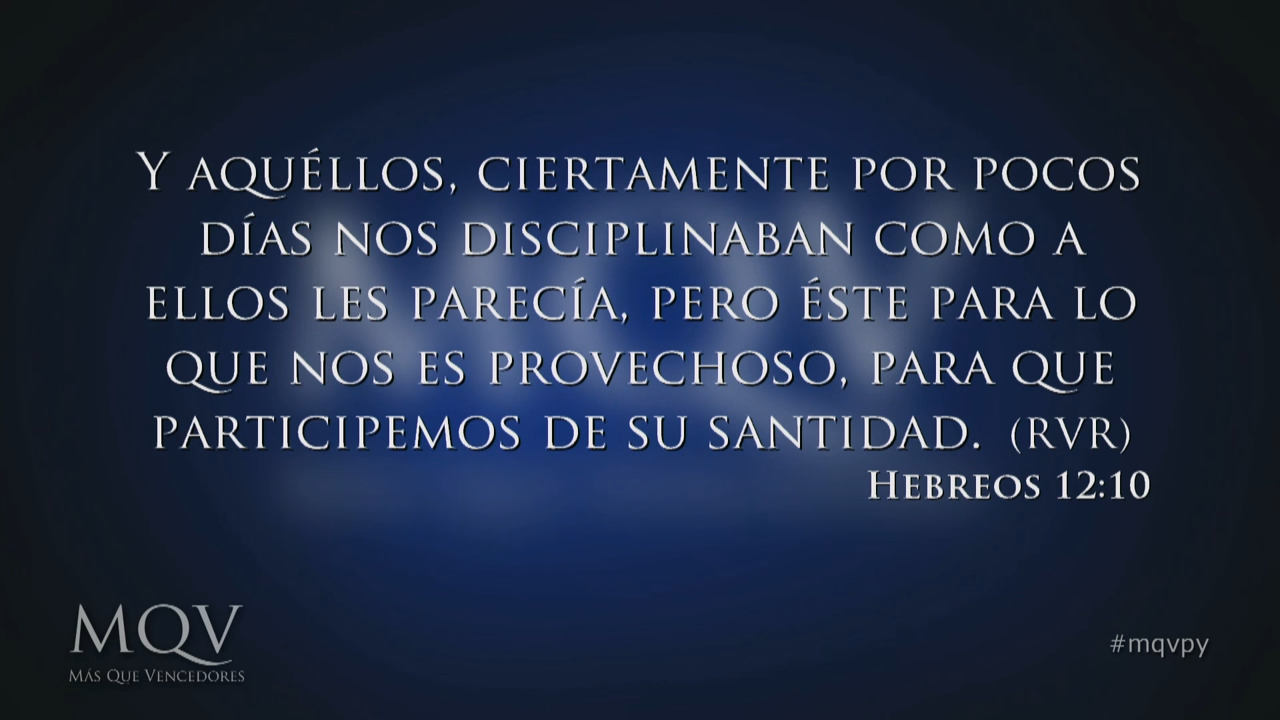 Y AQUÉLLOS, CIERTAMENTE POR POCOS
DÍAS NOS DISCIPLINABAN COMO A
ELLOS LES PARECÍA, PERO ÉSTE PARA LO
QUE NOS ES PROVECHOSO, PARA QUE
PARTICIPEMOS DE SU SANTIDAD. (RVR)
HEBREOS 12:10
MQV
MÁS QUE VENCEDORES
#mqvpy